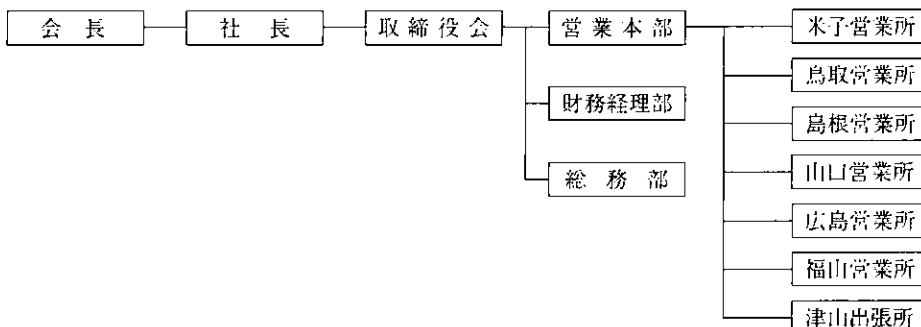 会長
社長
取締役会
営業本部
財務経理部
総務部
米子営業所
鳥取営業所
島根営業所
山口営業所
広島営業所
福山営業所
津山出張所